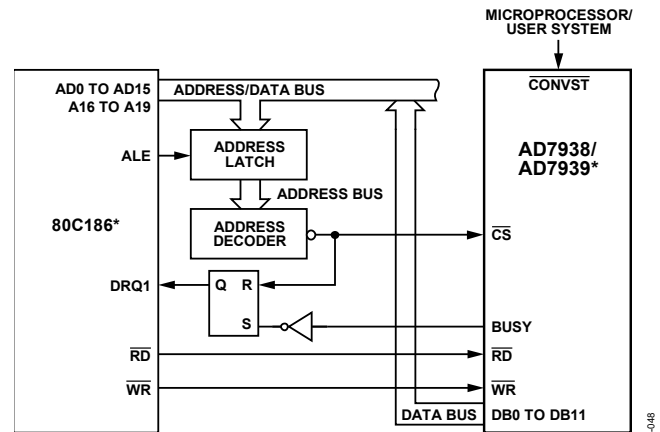 MICROPROCESSOR/
USER SYSTEM
AD0 TO AD15
A16 TO A19
ADDRESS/DATA BUS
CONVST
ALE
ADDRESS
LATCH
AD7938/
AD7939*
ADDRESS BUS
80C186*
ADDRESS
DECODER
CS
DRQ1
Q R
S
BUSY
RD
RD
WR
WR
DATA BUS
DB0 TO DB11
-048